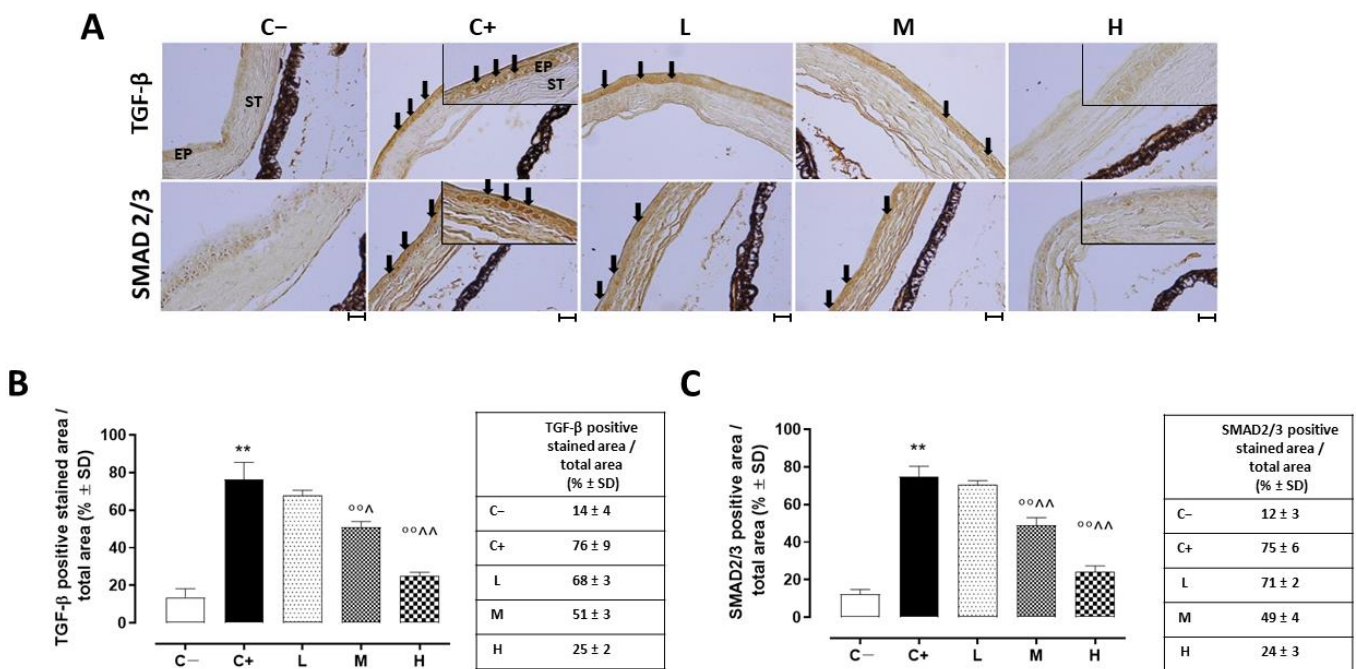 A
C− C+ L M H
TGF-β
EP
ST
EP
ST
SMAD 2/3
B
TGF-β positive stained area /
total area (% ± SD)
100
80
60
40
20
0
**
°°^
°°^^
C− C+ L M H
TGF-β positive
stained area /
total area
(% ± SD)
C− 14 ± 4
C+ 76 ± 9
L 68 ± 3
M 51 ± 3
H 25 ± 2
C
SMAD2/3 positive area /
total area (% ± SD)
100
80
60
40
20
0
**
°°^^
°°^^
C− C+ L M H
SMAD2/3 positive
stained area /
total area
(% ± SD)
C− 12 ± 3
C+ 75 ± 6
L 71 ± 2
M 49 ± 4
H 24 ± 3